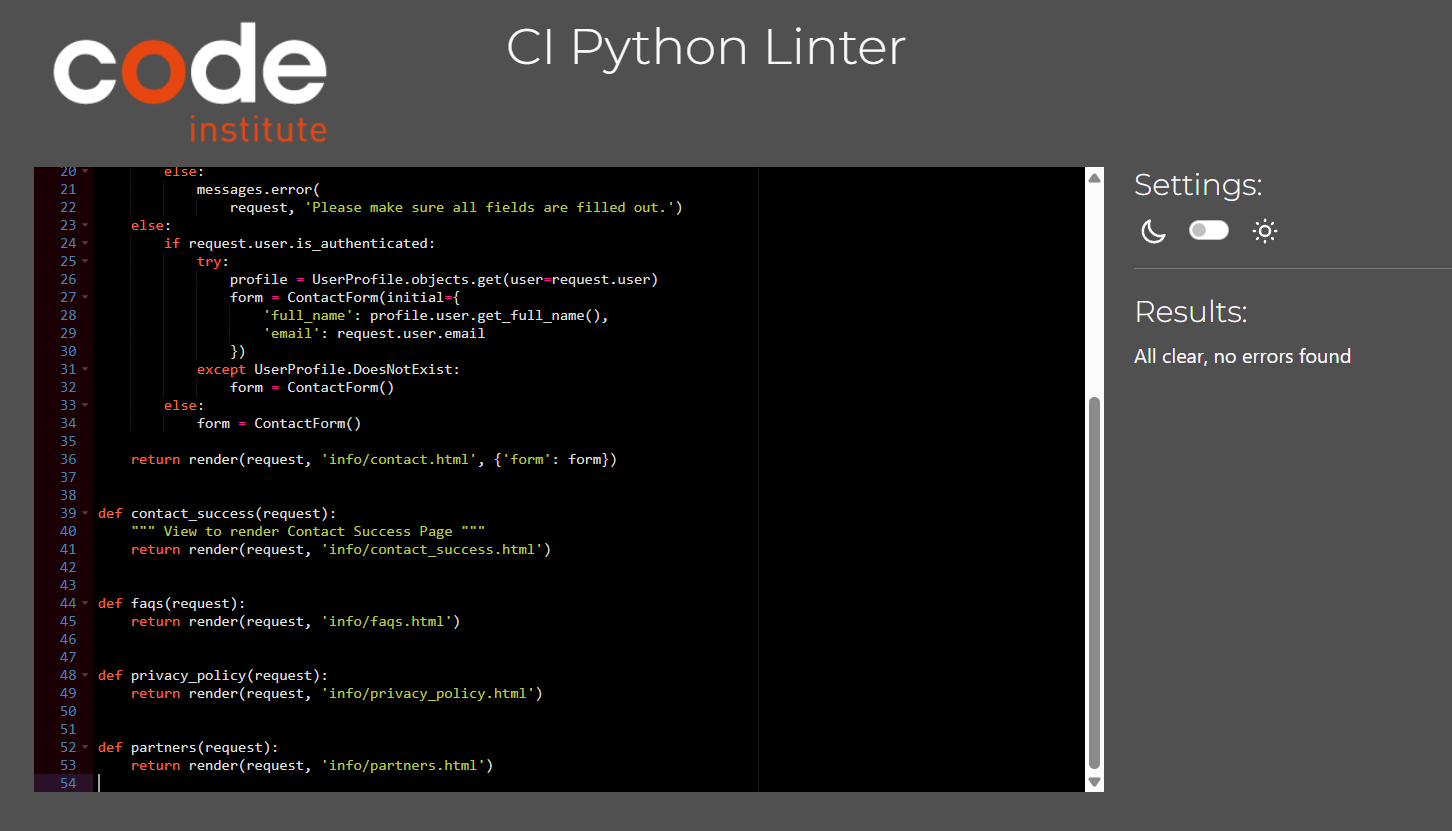 code
institute
CI Python Linter
20 else:
21 messages.error(
22 request, 'Please make sure all fields are filled out.')
23 else:
24 if request.user.is_authenticated:
25 try:
26 profile = UserProfile.objects.get(user=request.user)
27 form = ContactForm(initial={
28 'full_name': profile.user.get_full_name(),
29 'email': request.user.email
30 })
31 except UserProfile.DoesNotExist:
32 form = ContactForm()
33 else:
34 form = ContactForm()
35
36 return render(request, 'info/contact.html', {'form': form})
37
38
39 def contact_success(request):
40 """ View to render Contact Success Page """
41 return render(request, 'info/contact_success.html')
42
43
44 def faqs(request):
45 return render(request, 'info/faqs.html')
46
47
48 def privacy_policy(request):
49 return render(request, 'info/privacy_policy.html')
50
51
52 def partners(request):
53 return render(request, 'info/partners.html')
54
Settings:
Results:
All clear, no errors found